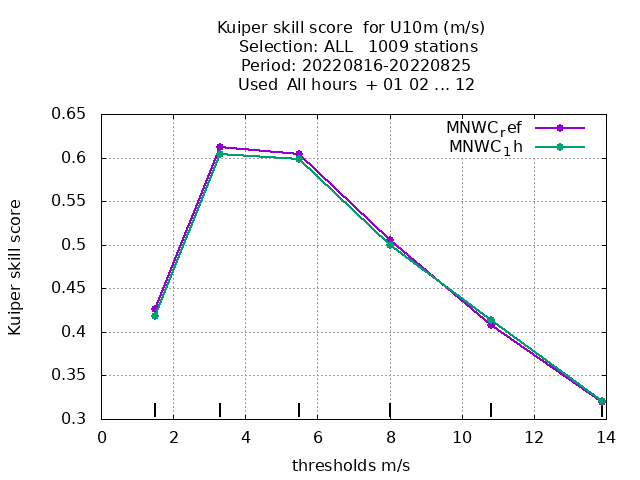 Kuiper skill score  for U10m (m/s)
Selection: ALL   1009 stations
Period: 20220816-20220825
Used  All hours  + 01 02 ... 12
MNWC_ref
MNWC_1h
0.65
0.6
0.55
0.5
0.45
0.4
0.35
0.3
Kuiper skill score
0 2 4 6 8 10 12 14
thresholds m/s